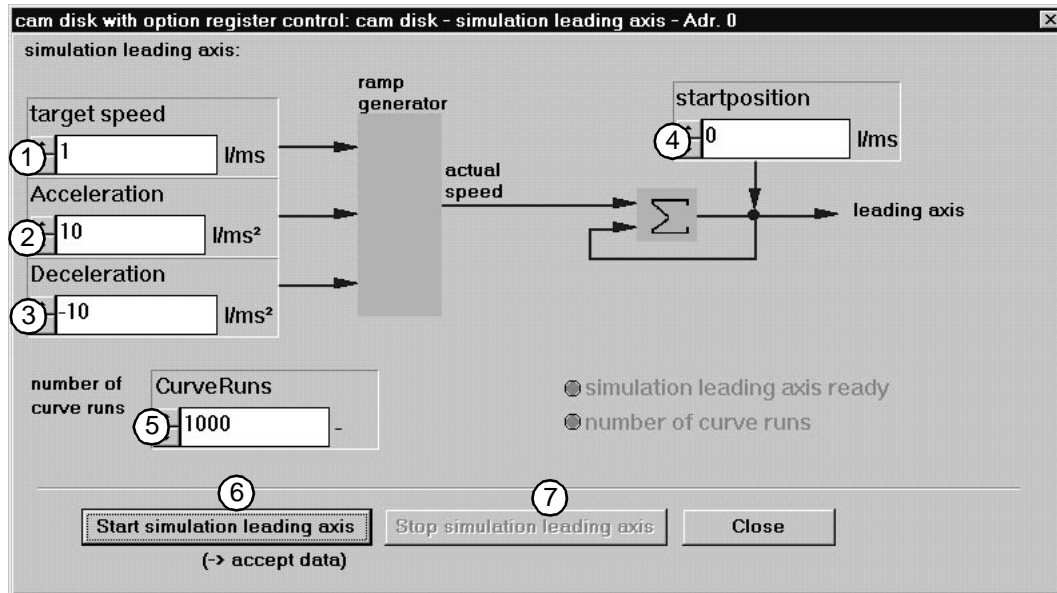 cam disk with option register control: cam disk - simulation leading axis - Adr. 0
simulation leading axis:
target speed
1
1
l/ms
Acceleration
2
10
l/ms²
Deceleration
3
-10
l/ms²
ramp
generator
actual
speed
startposition
4
0
l/ms
Σ
leading axis
number of
curve runs
CurveRuns
5
1000
-
simulation leading axis ready
number of curve runs
6
7
Start simulation leading axis
Stop simulation leading axis
Close
(-> accept data)